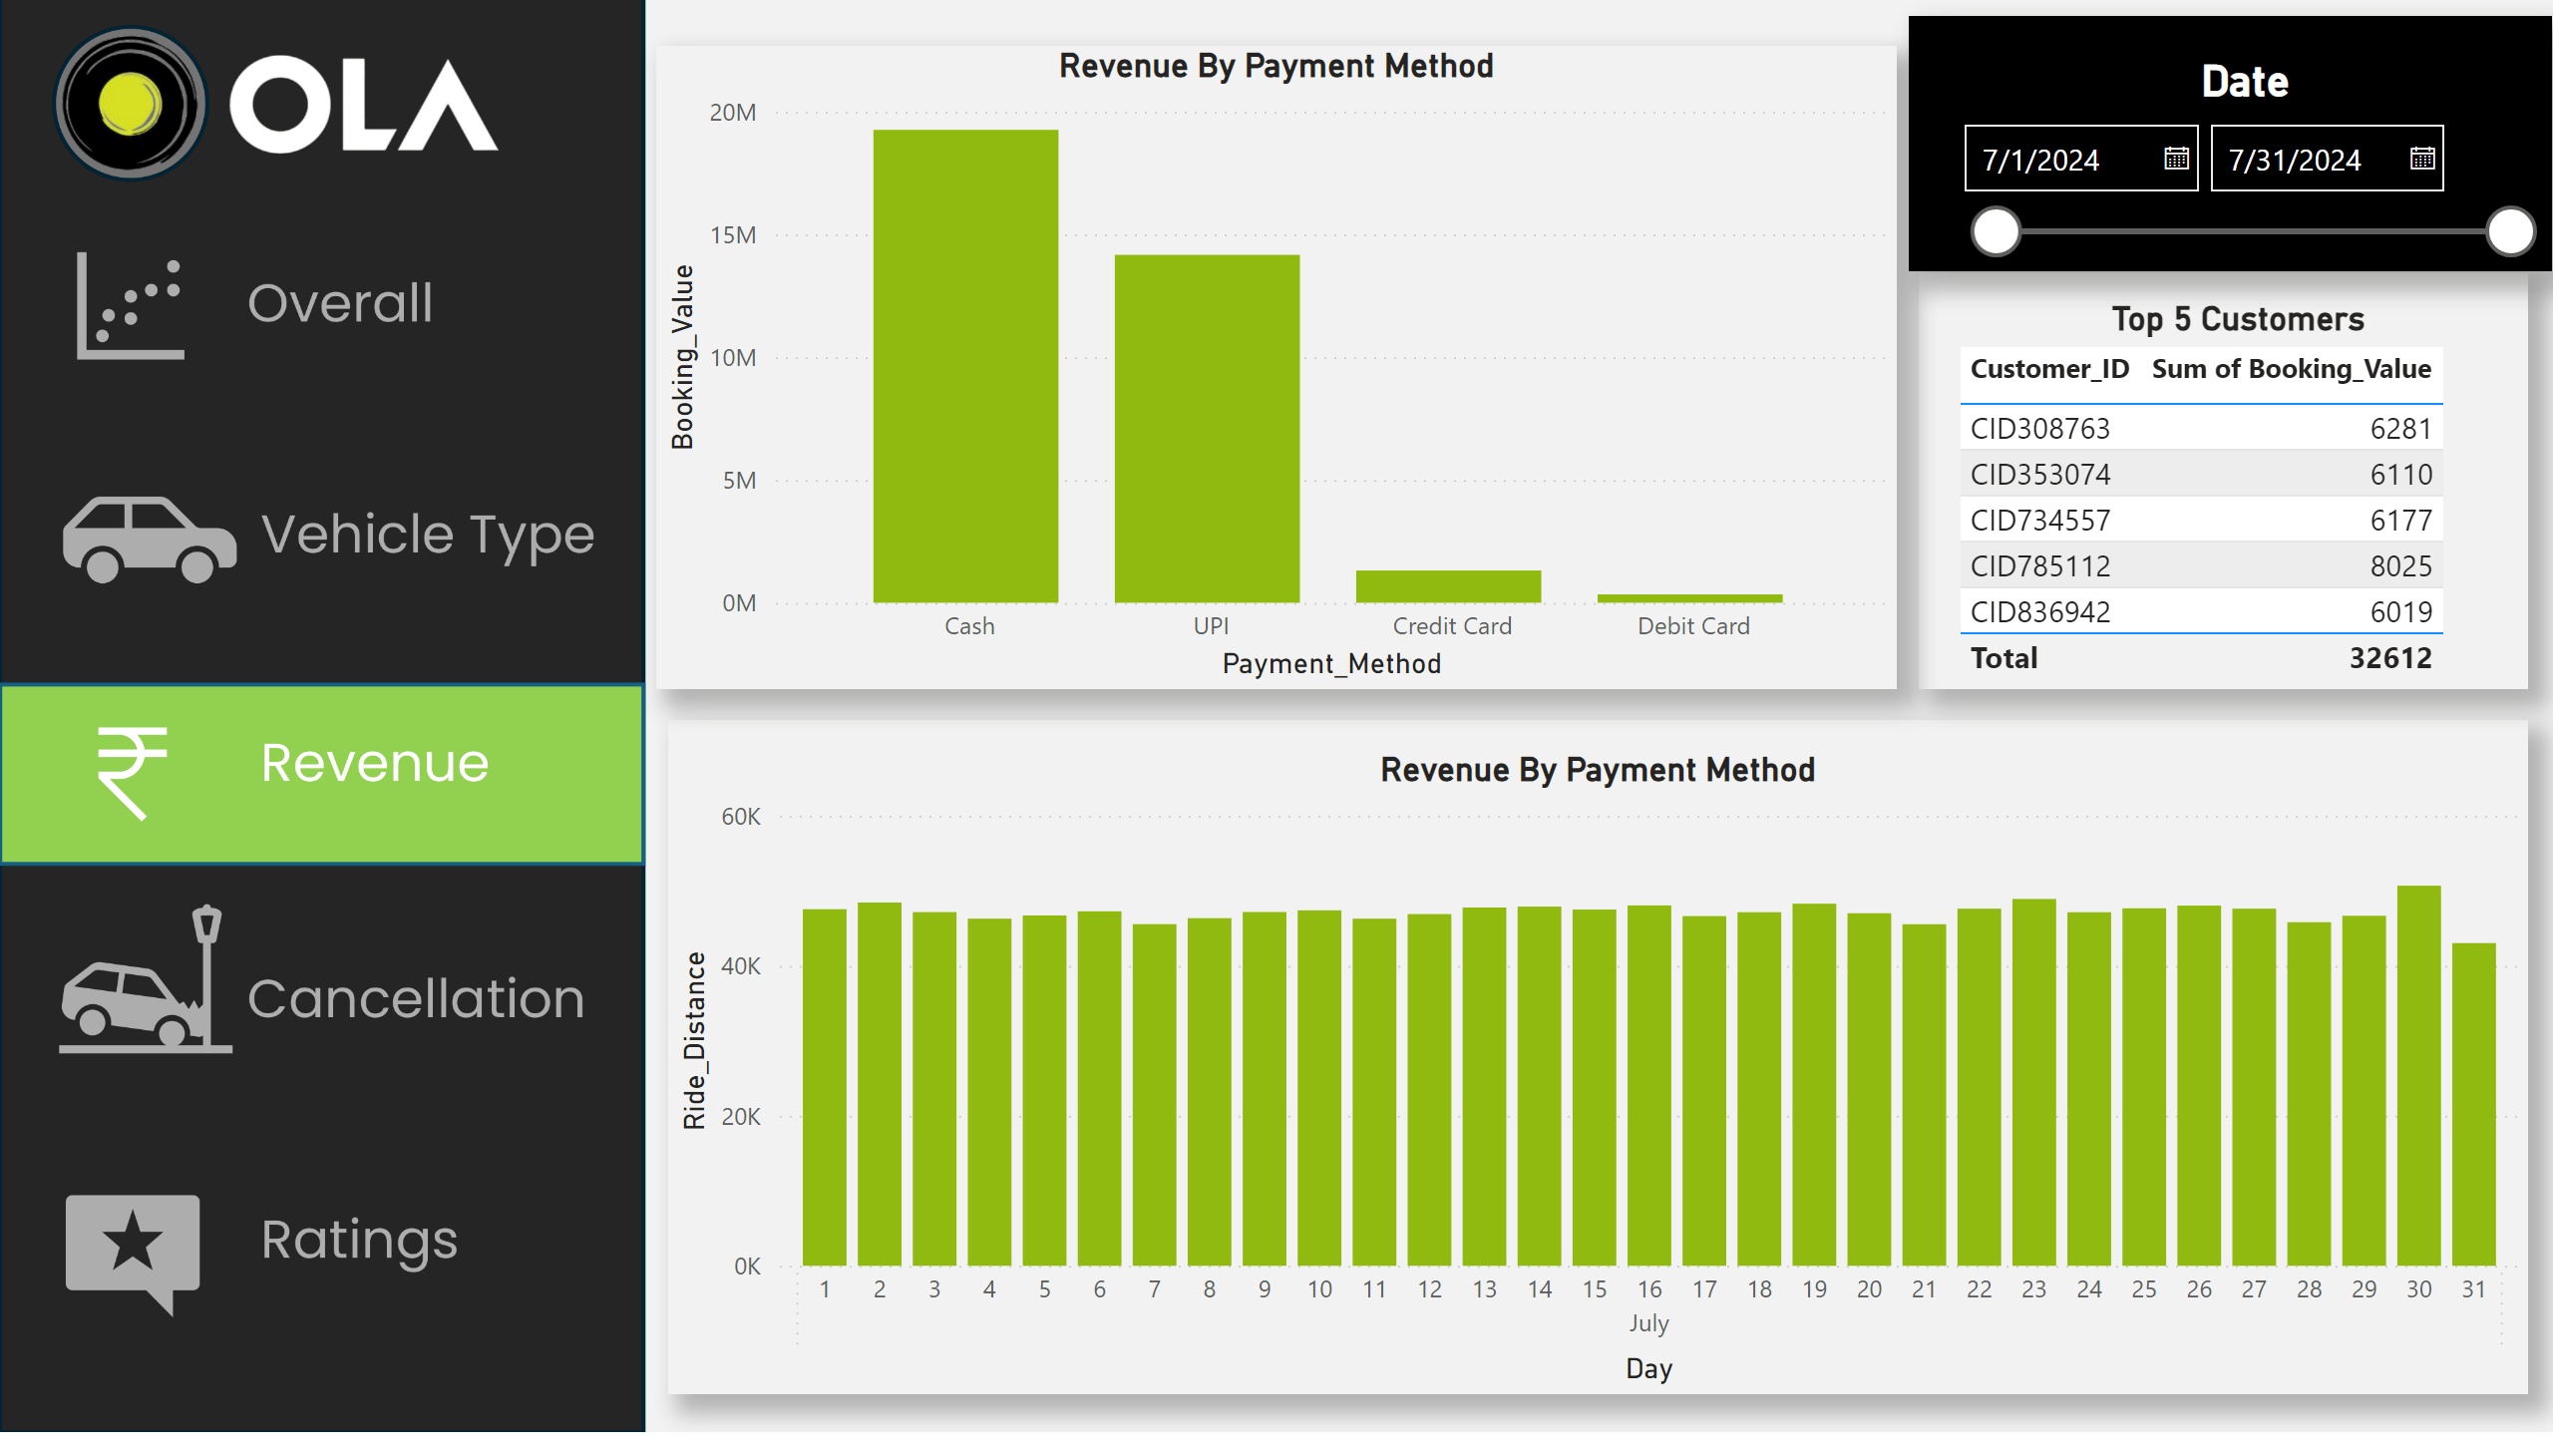 OLA
Overall
Vehicle Type
Revenue
Cancellation
Ratings
Revenue By Payment Method
Booking_Value
20M
15M
10M
5M
0M
Cash UPI Credit Card Debit Card
Payment_Method
Date
7/1/2024 7/31/2024
Top 5 Customers
Customer_ID Sum of Booking_Value
CID308763 6281
CID353074 6110
CID734557 6177
CID785112 8025
CID836942 6019
Total 32612
Revenue By Payment Method
Ride_Distance
60K
40K
20K
0K
1 2 3 4 5 6 7 8 9 10 11 12 13 14 15 16 17 18 19 20 21 22 23 24 25 26 27 28 29 30 31
July
Day